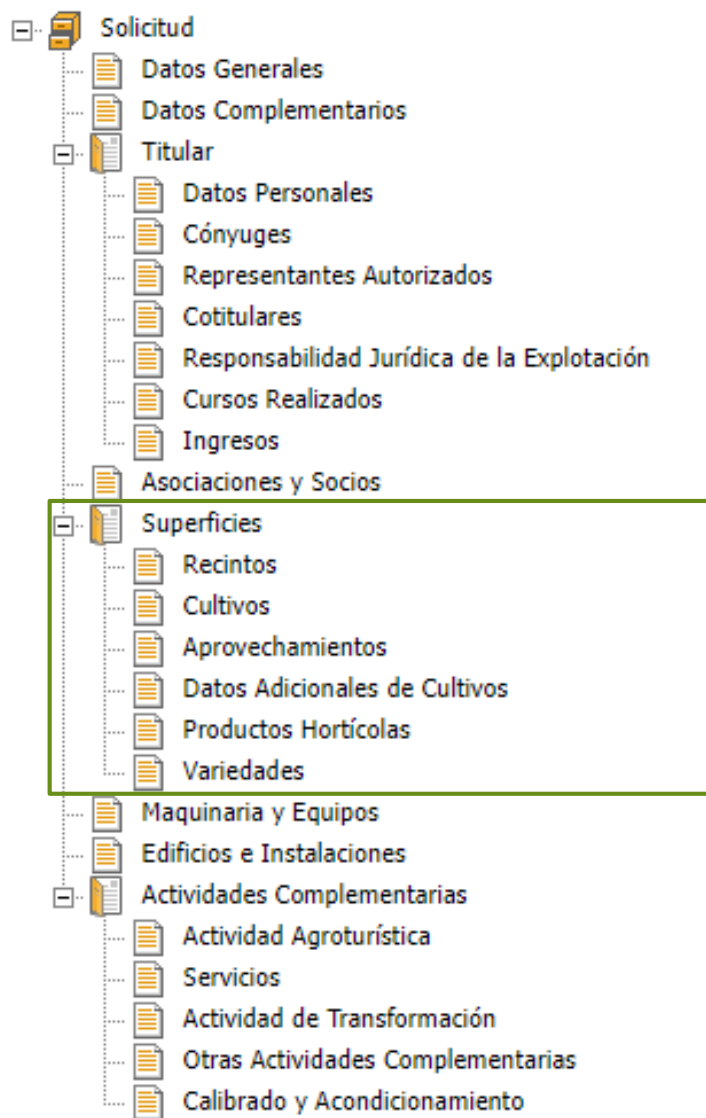 Solicitud
Datos Generales
Datos Complementarios
Titular
Datos Personales
Cónyuges
Representantes Autorizados
Cotitulares
Responsabilidad Jurídica de la Explotación
Cursos Realizados
Ingresos
Asociaciones y Socios
Superficies
Recintos
Cultivos
Aprovechamientos
Datos Adicionales de Cultivos
Productos Hortícolas
Variedades
Maquinaria y Equipos
Edificios e Instalaciones
Actividades Complementarias
Actividad Agroturística
Servicios
Actividad de Transformación
Otras Actividades Complementarias
Calibrado y Acondicionamiento